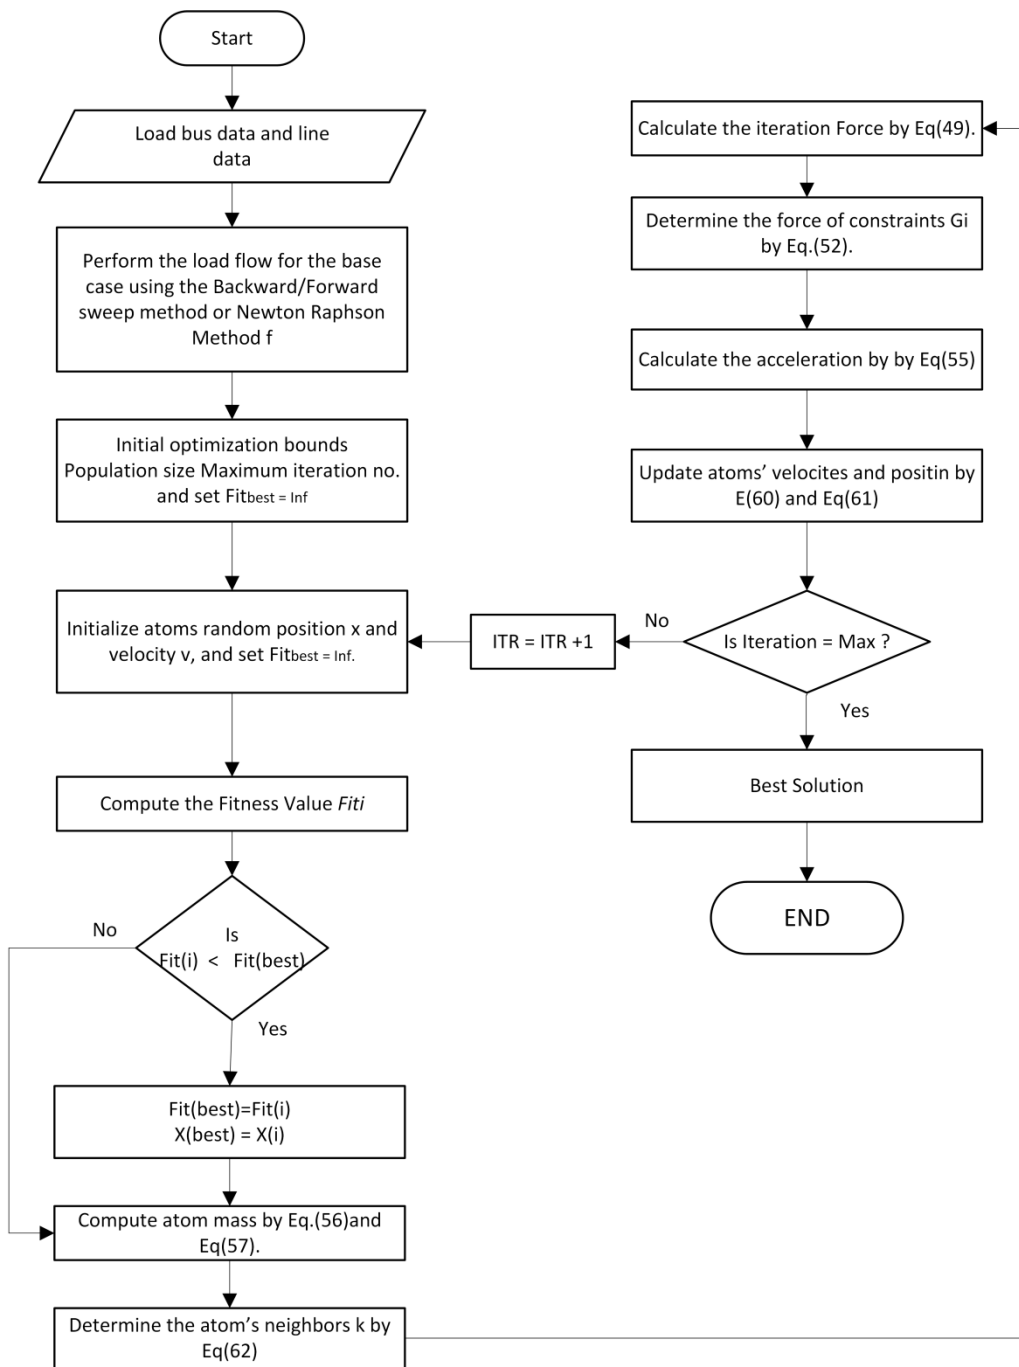 Start
Load bus data and line
data
Perform the load flow for the base
case using the Backward/Forward
sweep method or Newton Raphson
Method f
Initial optimization bounds
Population size Maximum iteration no.
and set Fitbest = Inf
Initialize atoms random position x and
velocity v, and set Fitbest = Inf.
Compute the Fitness Value Fiti
Is
Fit(i) < Fit(best)
No
Yes
Fit(best)=Fit(i)
X(best) = X(i)
Compute atom mass by Eq.(56)and
Eq(57).
Determine the atom’s neighbors k by
Eq(62)
Calculate the iteration Force by Eq(49).
Determine the force of constraints Gi
by Eq.(52).
Calculate the acceleration by by Eq(55)
Update atoms’ velocites and positin by
E(60) and Eq(61)
Is Iteration = Max ?
No
ITR = ITR +1
Yes
Best Solution
END